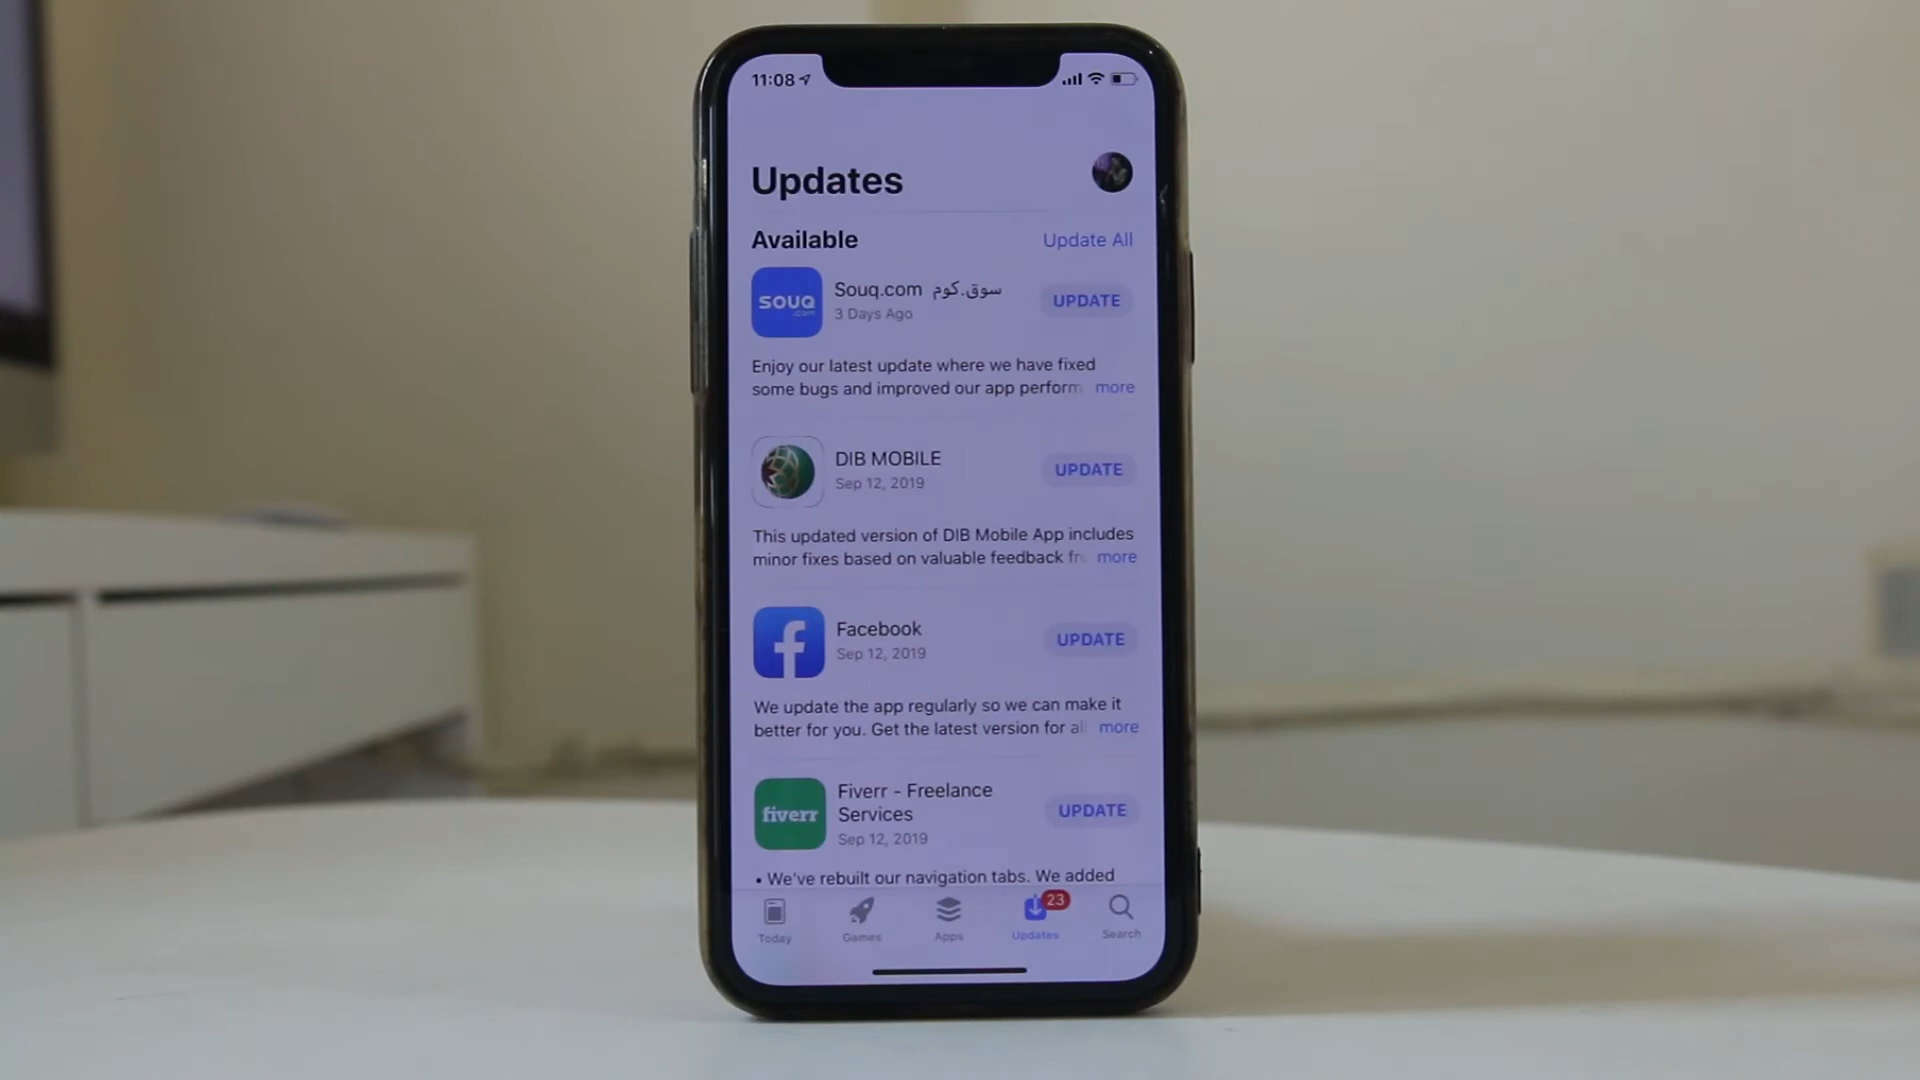 11:08
Updates
Available
Update All
souq
.com
Souq.com سوق.كوم
3 Days Ago
UPDATE
Enjoy our latest update where we have fixed
some bugs and improved our app perform more
DIB MOBILE
Sep 12, 2019
UPDATE
This updated version of DIB Mobile App includes
minor fixes based on valuable feedback fr more
Facebook
Sep 12, 2019
UPDATE
We update the app regularly so we can make it
better for you. Get the latest version for al more
fiverr
Fiverr - Freelance
Services
Sep 12, 2019
UPDATE
• We've rebuilt our navigation tabs. We added
23
Today
Games
Apps
Updates
Search